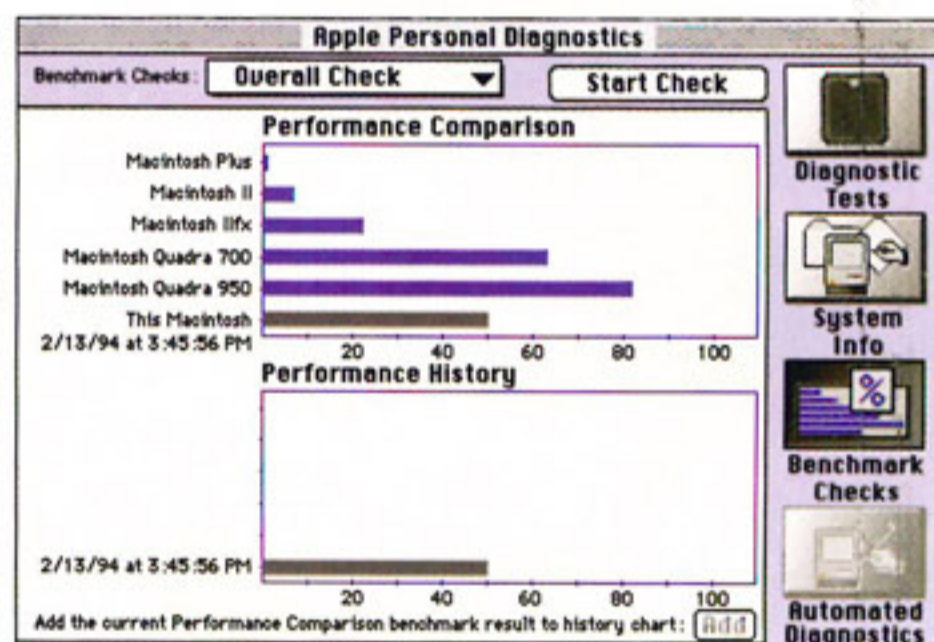 Apple Personal Diagnostics
Benchmark Checks:
Overall Check
Start Check
Performance Comparison
Macintosh Plus
Macintosh II
Macintosh IIfx
Macintosh Quadra 700
Macintosh Quadra 950
This Macintosh
2/13/94 at 3:45:56 PM
20 40 60 80 100
Performance History
2/13/94 at 3:45:56 PM
20 40 60 80 100
Add the current Performance Comparison benchmark result to history chart:
Add
Diagnostic
Tests
System
Info
%
Benchmark
Checks
Automated
Diagnostics